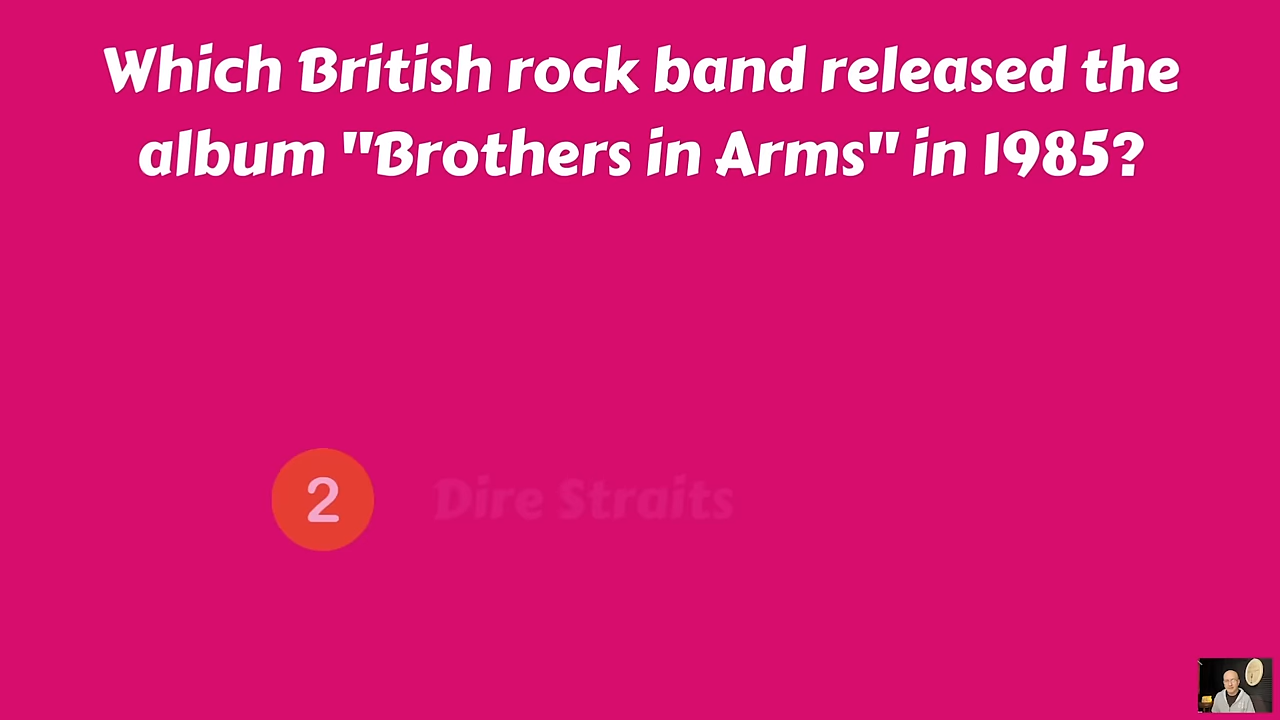 Which British rock band released the
album "Brothers in Arms" in 1985?
2 Dire Straits